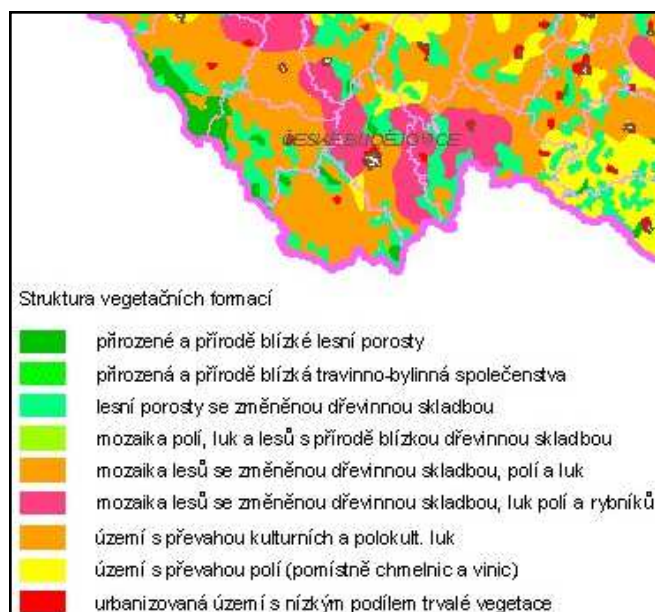 ČESKÉ BUDĚJOVICE
Struktura vegetačních formací
přirozené a přírodě blízké lesní porosty
přirozená a přírodě blízká travinno-bylinná společenstva
lesní porosty se změněnou dřevinnou skladbou
mozaika polí, luk a lesů s přírodě blízkou dřevinnou skladbou
mozaika lesů se změněnou dřevinnou skladbou, polí a luk
mozaika lesů se změněnou dřevinnou skladbou, luk polí a rybníků
území s převahou kulturních a polokult. luk
území s převahou polí (pomístně chmelnic a vinic)
urbanizovaná území s nízkým podílem trvalé vegetace